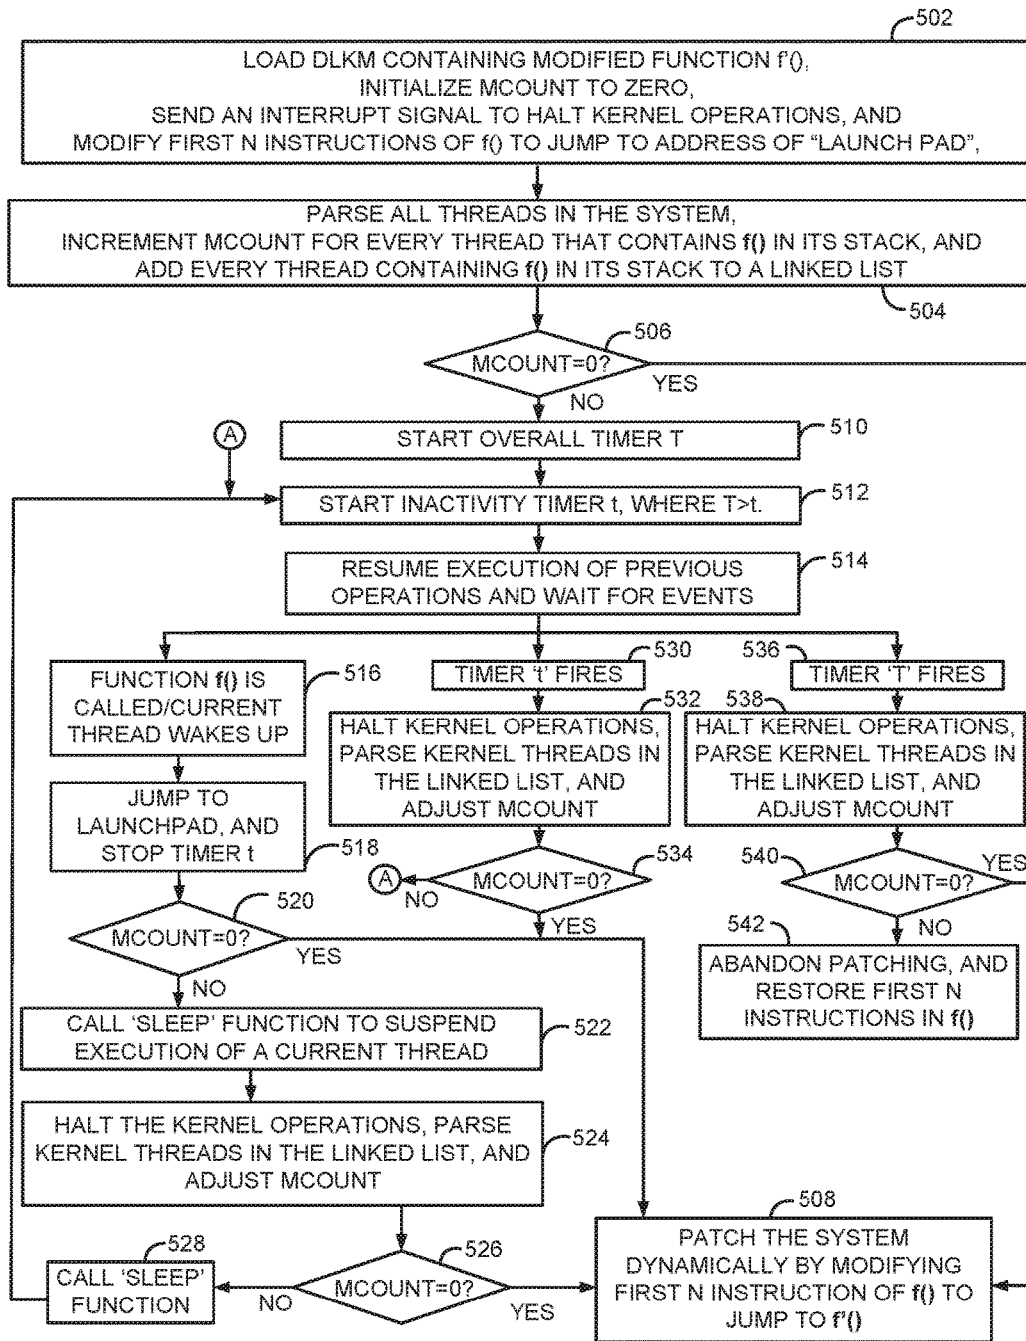 502
LOAD DLKM CONTAINING MODIFIED FUNCTION f'(),
INITIALIZE MCOUNT TO ZERO,
SEND AN INTERRUPT SIGNAL TO HALT KERNEL OPERATIONS, AND
MODIFY FIRST N INSTRUCTIONS OF f() TO JUMP TO ADDRESS OF “LAUNCH PAD”,
PARSE ALL THREADS IN THE SYSTEM,
INCREMENT MCOUNT FOR EVERY THREAD THAT CONTAINS f() IN ITS STACK, AND
ADD EVERY THREAD CONTAINING f() IN ITS STACK TO A LINKED LIST
504
506
MCOUNT=0?
YES
NO
A
START OVERALL TIMER T
510
START INACTIVITY TIMER t, WHERE T>t.
512
RESUME EXECUTION OF PREVIOUS
OPERATIONS AND WAIT FOR EVENTS
514
FUNCTION f() IS
CALLED/CURRENT
THREAD WAKES UP
516
JUMP TO
LAUNCHPAD, AND
STOP TIMER t
518
520
MCOUNT=0?
YES
NO
530
TIMER ‘t’ FIRES
532
HALT KERNEL OPERATIONS,
PARSE KERNEL THREADS IN
THE LINKED LIST, AND
ADJUST MCOUNT
534
MCOUNT=0?
A
NO
YES
536
TIMER ‘T’ FIRES
538
HALT KERNEL OPERATIONS,
PARSE KERNEL THREADS IN
THE LINKED LIST, AND
ADJUST MCOUNT
540
MCOUNT=0?
YES
NO
542
ABANDON PATCHING, AND
RESTORE FIRST N
INSTRUCTIONS IN f()
CALL ‘SLEEP’ FUNCTION TO SUSPEND
EXECUTION OF A CURRENT THREAD
522
HALT THE KERNEL OPERATIONS, PARSE
KERNEL THREADS IN THE LINKED LIST, AND
ADJUST MCOUNT
524
526
MCOUNT=0?
NO
YES
528
CALL ‘SLEEP’
FUNCTION
508
PATCH THE SYSTEM
DYNAMICALLY BY MODIFYING
FIRST N INSTRUCTION OF f() TO
JUMP TO f'()